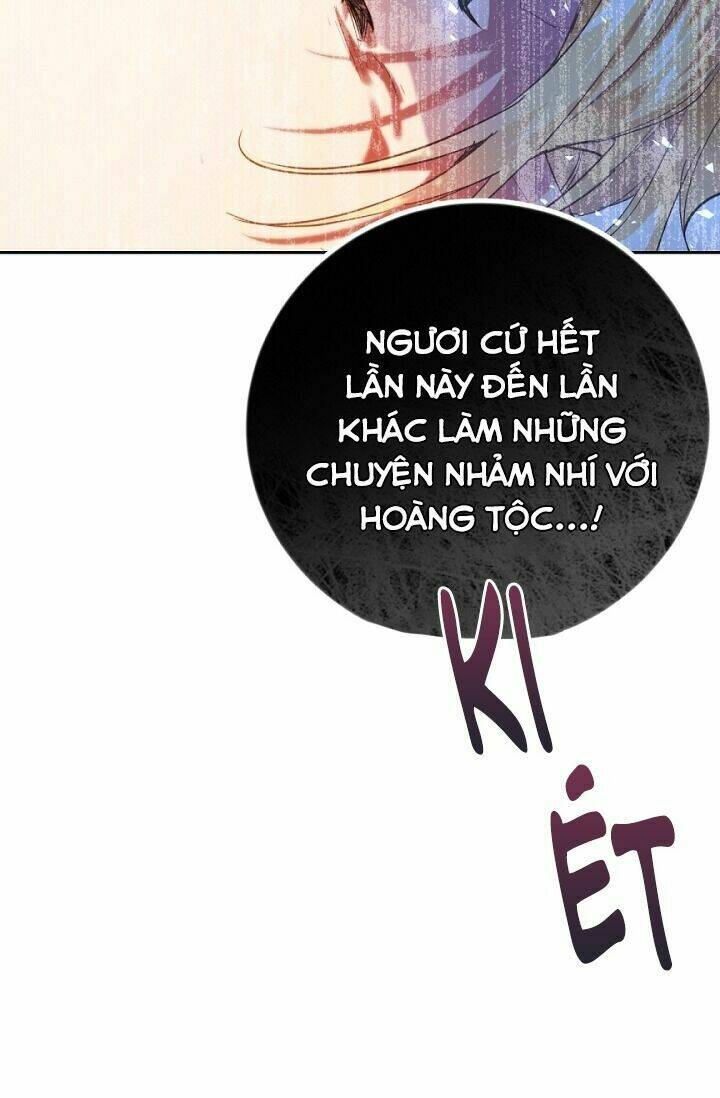 NGƯƠI CỨ HẾT
LẦN NÀY ĐẾN LẦN
KHÁC LÀM NHỮNG
CHUYỆN NHẢM NHÍ VỚI
HOÀNG TỘC...!
KI
ÉT